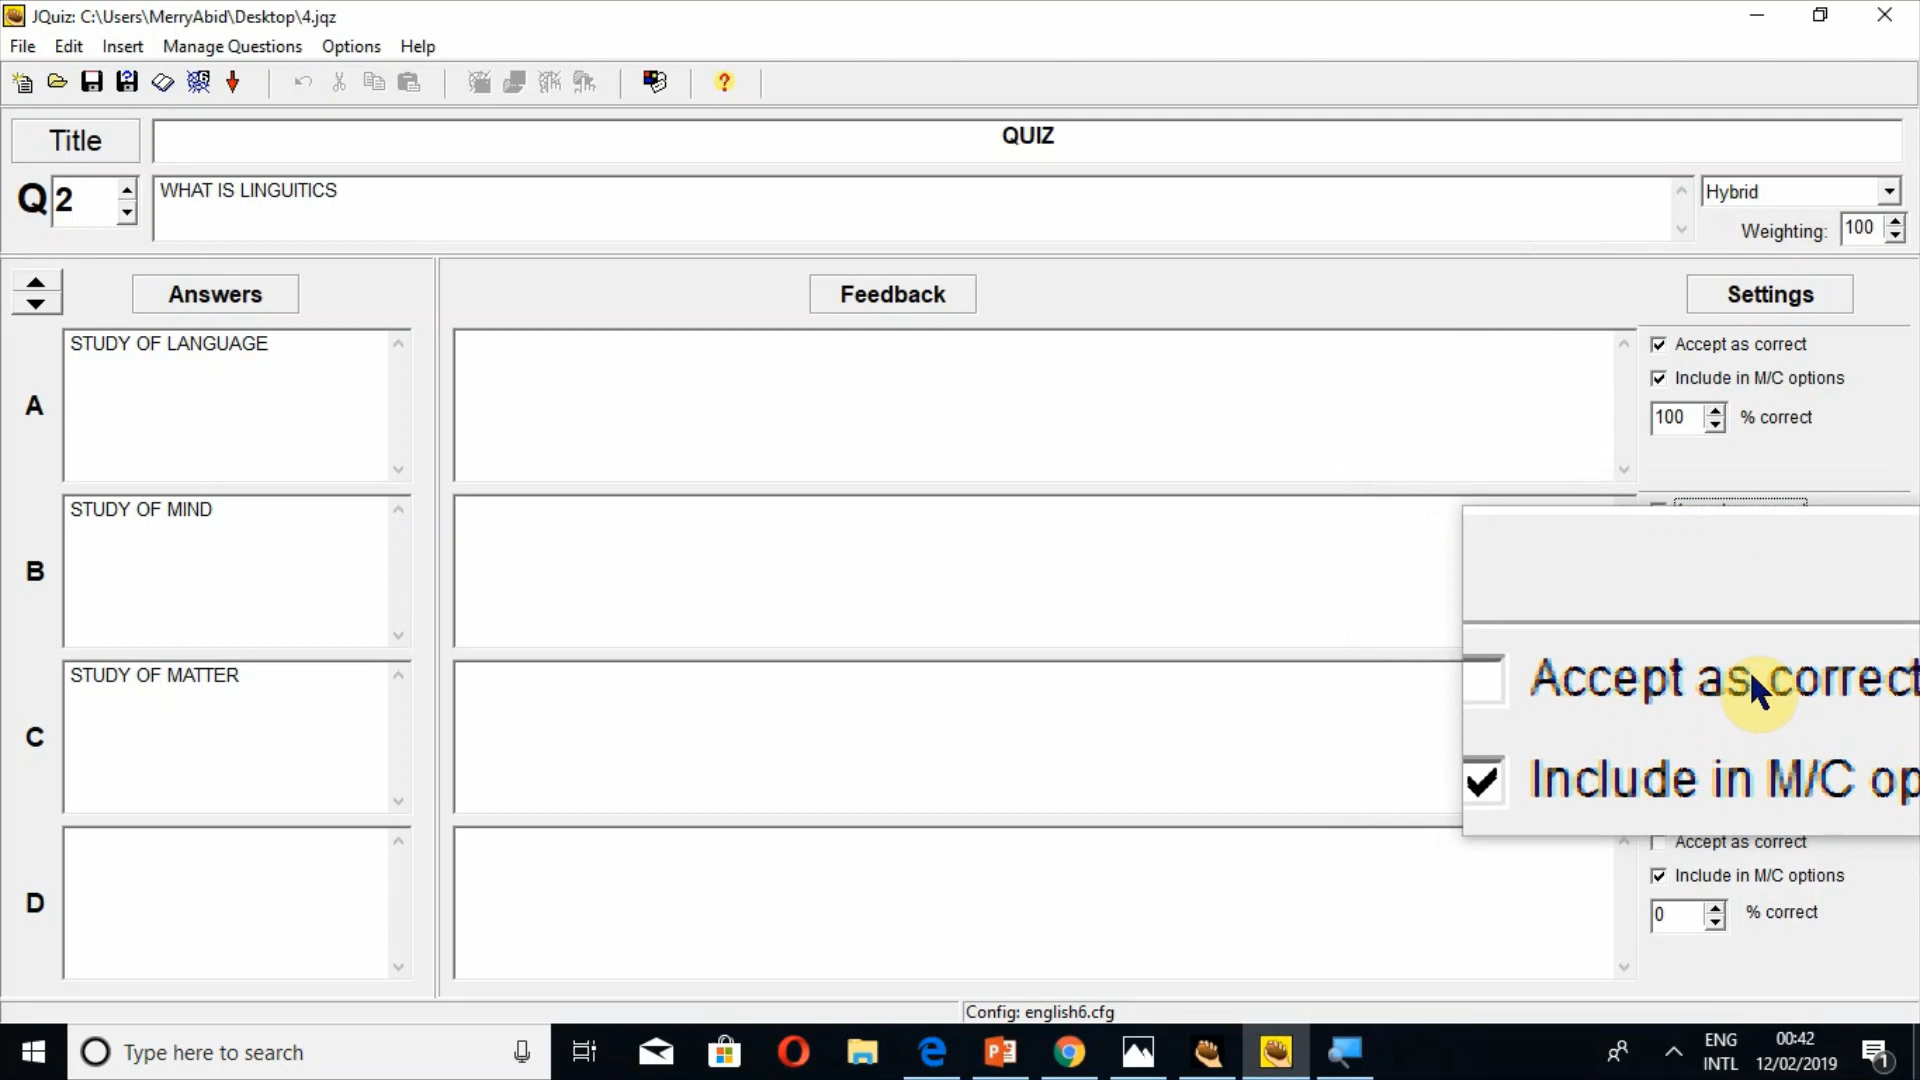 JQuiz: C:\Users\MerryAbid\Desktop\4.jqz
File Edit Insert Manage Questions Options Help
Title
QUIZ
Q 2
WHAT IS LINGUITICS
Hybrid
Weighting: 100
Answers
Feedback
Settings
A
STUDY OF LANGUAGE
Accept as correct
Include in M/C options
100 % correct
B
STUDY OF MIND
C
STUDY OF MATTER
Accept as correct
Include in M/C op
D
Accept as correct
Include in M/C options
0 % correct
Config: english6.cfg
Type here to search
ENG
INTL
00:42
12/02/2019
1